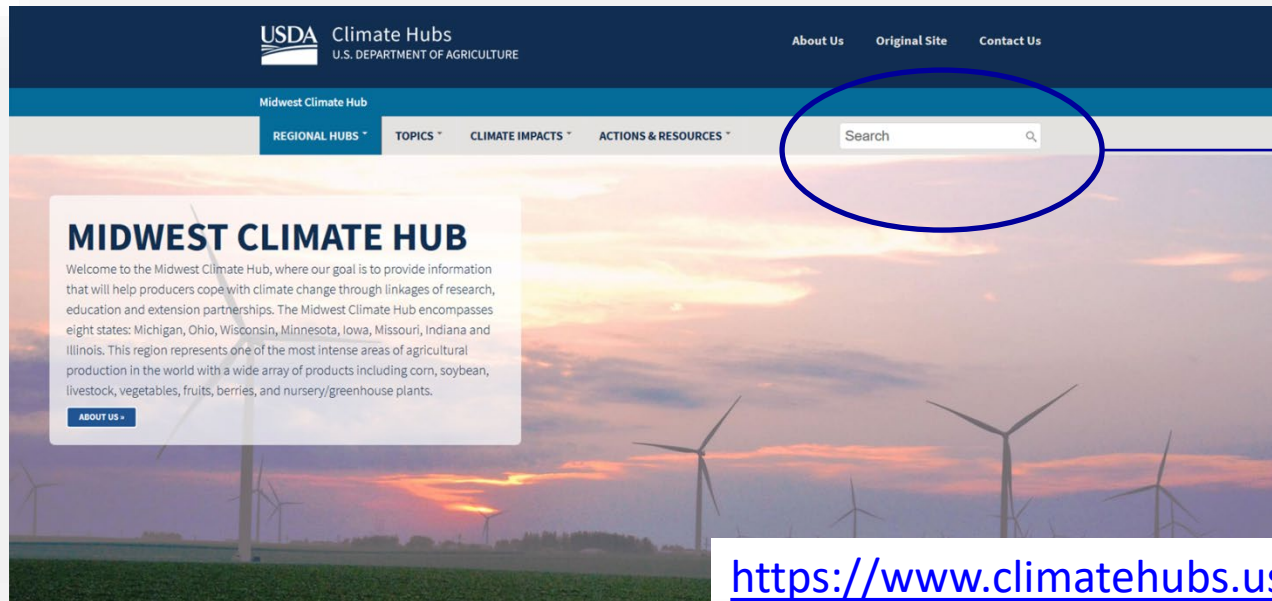 USDA Climate Hubs
U.S. DEPARTMENT OF AGRICULTURE
About Us Original Site Contact Us
Midwest Climate Hub
REGIONAL HUBS TOPICS CLIMATE IMPACTS ACTIONS & RESOURCES Search
MIDWEST CLIMATE HUB
Welcome to the Midwest Climate Hub, where our goal is to provide information
that will help producers cope with climate change through linkages of research,
education and extension partnerships. The Midwest Climate Hub encompasses
eight states: Michigan, Ohio, Wisconsin, Minnesota, Iowa, Missouri, Indiana and
Illinois. This region represents one of the most intense areas of agricultural
production in the world with a wide array of products including corn, soybean,
livestock, vegetables, fruits, berries, and nursery/greenhouse plants.
ABOUT US »
https://www.climatehubs.us